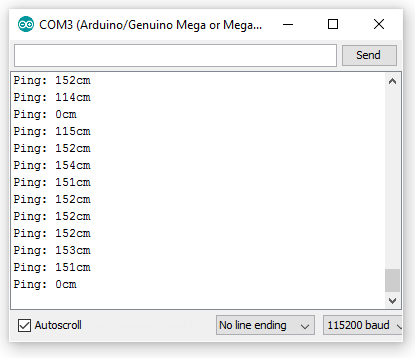 COM3 (Arduino/Genuino Mega or Mega...
Send
Ping: 152cm
Ping: 114cm
Ping: 0cm
Ping: 115cm
Ping: 152cm
Ping: 154cm
Ping: 151cm
Ping: 152cm
Ping: 152cm
Ping: 152cm
Ping: 153cm
Ping: 151cm
Ping: 0cm
Autoscroll
No line ending
115200 baud